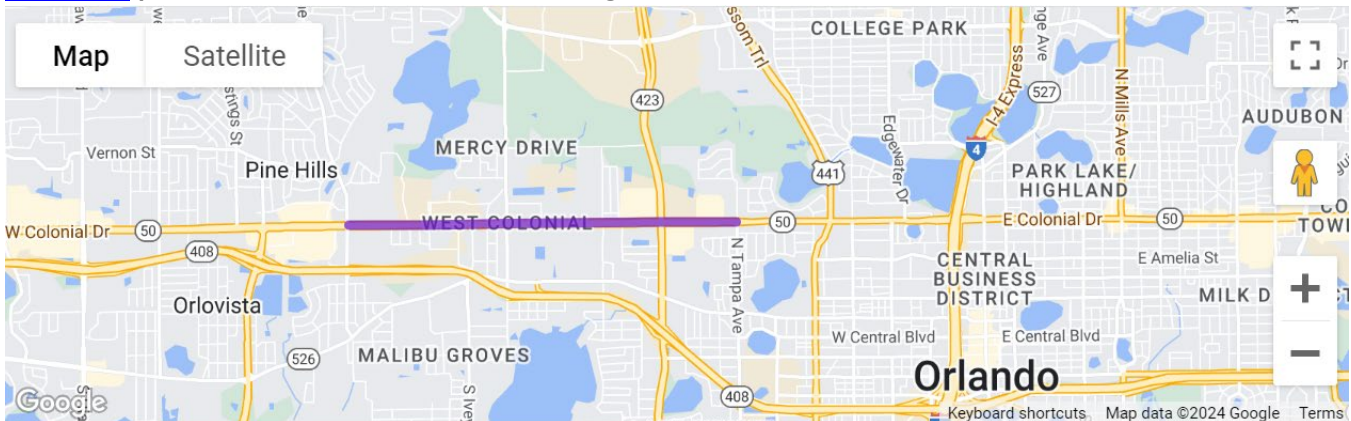 Map
Satellite
COLLEGE PARK
423
527
I-4 Express
N Mills Ave
AUDUBON
MERCY DRIVE
Vernon St
Pine Hills
441
Edgewater Dr
4
PARK LAKE/
HIGHLAND
W Colonial Dr
50
WEST COLONIAL
50
E Colonial Dr
50
408
N Tampa Ave
CENTRAL
BUSINESS
DISTRICT
E Amelia St
Orlovista
MILK D
W Central Blvd
E Central Blvd
526
MALIBU GROVES
Orlando
408
Google
Keyboard shortcuts
Map data ©2024 Google
Terms